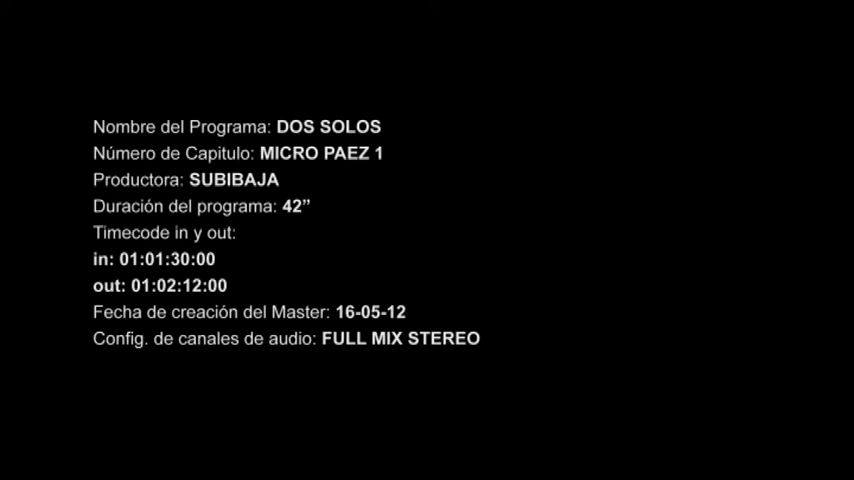 Nombre del Programa: DOS SOLOS
Número de Capitulo: MICRO PAEZ 1
Productora: SUBIBAJA
Duración del programa: 42”
Timecode in y out:
in: 01:01:30:00
out: 01:02:12:00
Fecha de creación del Master: 16-05-12
Config. de canales de audio: FULL MIX STEREO